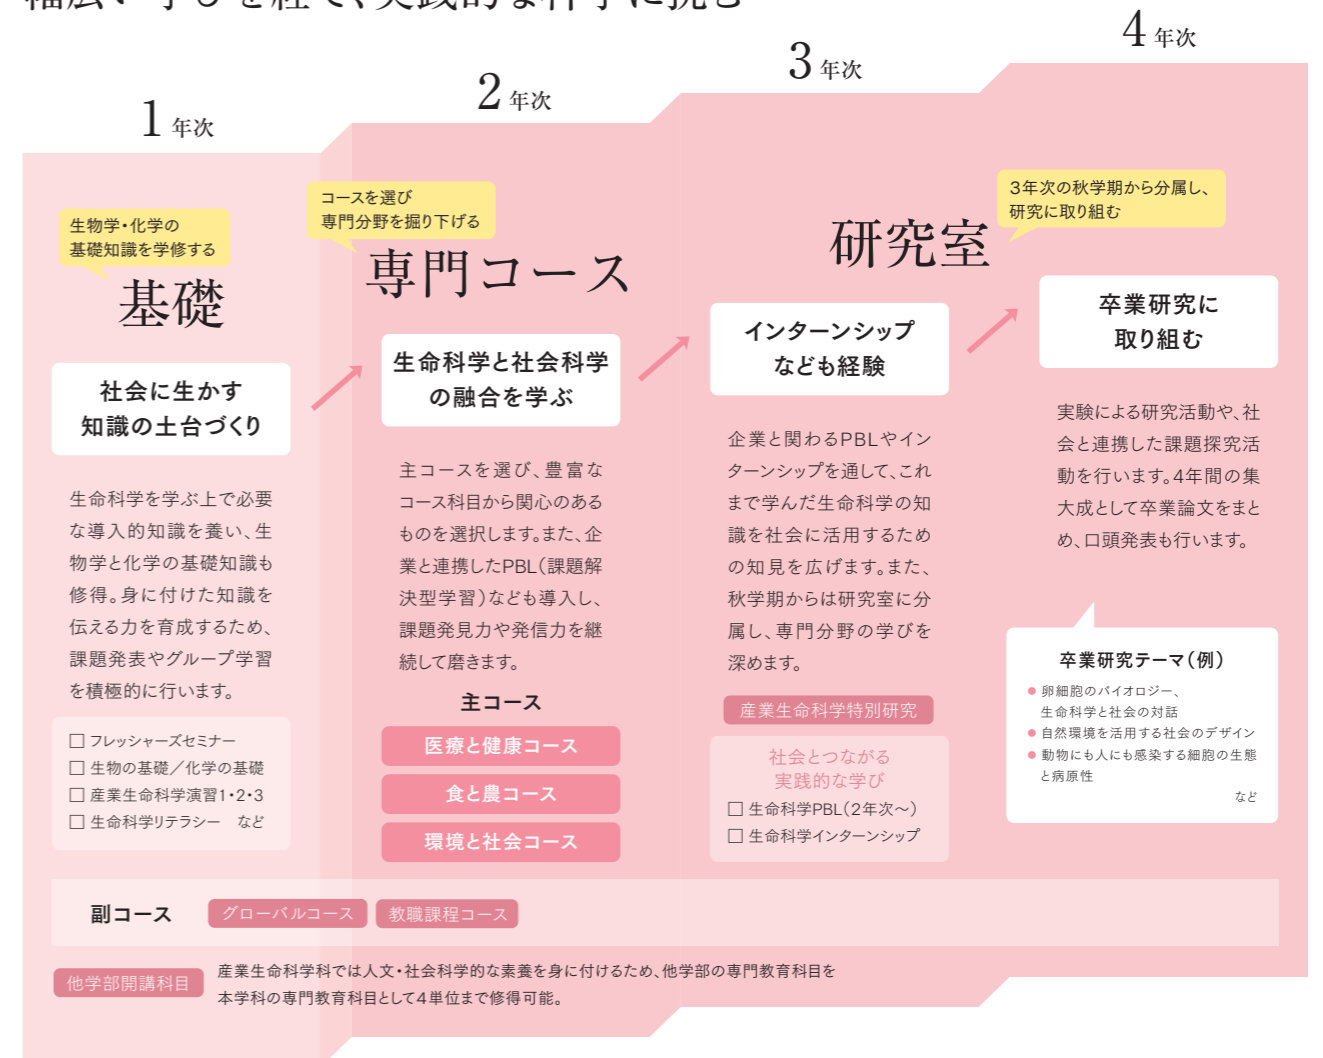 幅広い学びを経て、実践的な科学に挑む
1年次
生物学・化学の
基礎知識を学修する
基礎
社会に生かす
知識の土台づくり
生命科学を学ぶ上で必要
な導入的知識を養い、生
物学と化学の基礎知識も
修得。身に付けた知識を
伝える力を育成するため、
課題発表やグループ学習
を積極的に行います。
□ フレッシャーズセミナー
□ 生物の基礎／化学の基礎
□ 産業生命科学演習1・2・3
□ 生命科学リテラシー　など
2年次
コースを選び
専門分野を掘り下げる
専門コース
生命科学と社会科学
の融合を学ぶ
主コースを選び、豊富な
コース科目から関心のある
ものを選択します。また、企
業と連携したPBL（課題解
決型学習）なども導入し、
課題発見力や発信力を継
続して磨きます。
主コース
医療と健康コース
食と農コース
環境と社会コース
3年次
研究室
インターンシップ
なども経験
企業と関わるPBLやイン
ターンシップを通して、これ
まで学んだ生命科学の知
識を社会に活用するため
の知見を広げます。また、
秋学期からは研究室に分
属し、専門分野の学びを
深めます。
産業生命科学特別研究
社会とつながる
実践的な学び
□ 生命科学PBL（2年次〜）
□ 生命科学インターンシップ
4年次
3年次の秋学期から分属し、
研究に取り組む
卒業研究に
取り組む
実験による研究活動や、社
会と連携した課題探究活
動を行います。4年間の集
大成として卒業論文をまと
め、口頭発表も行います。
卒業研究テーマ（例）
● 卵細胞のバイオロジー、
生命科学と社会の対話
● 自然環境を活用する社会のデザイン
● 動物にも人にも感染する細胞の生態
と病原性
など
副コース
グローバルコース
教職課程コース
他学部開講科目
産業生命科学科では人文・社会科学的な素養を身に付けるため、他学部の専門教育科目を
本学科の専門教育科目として4単位まで修得可能。